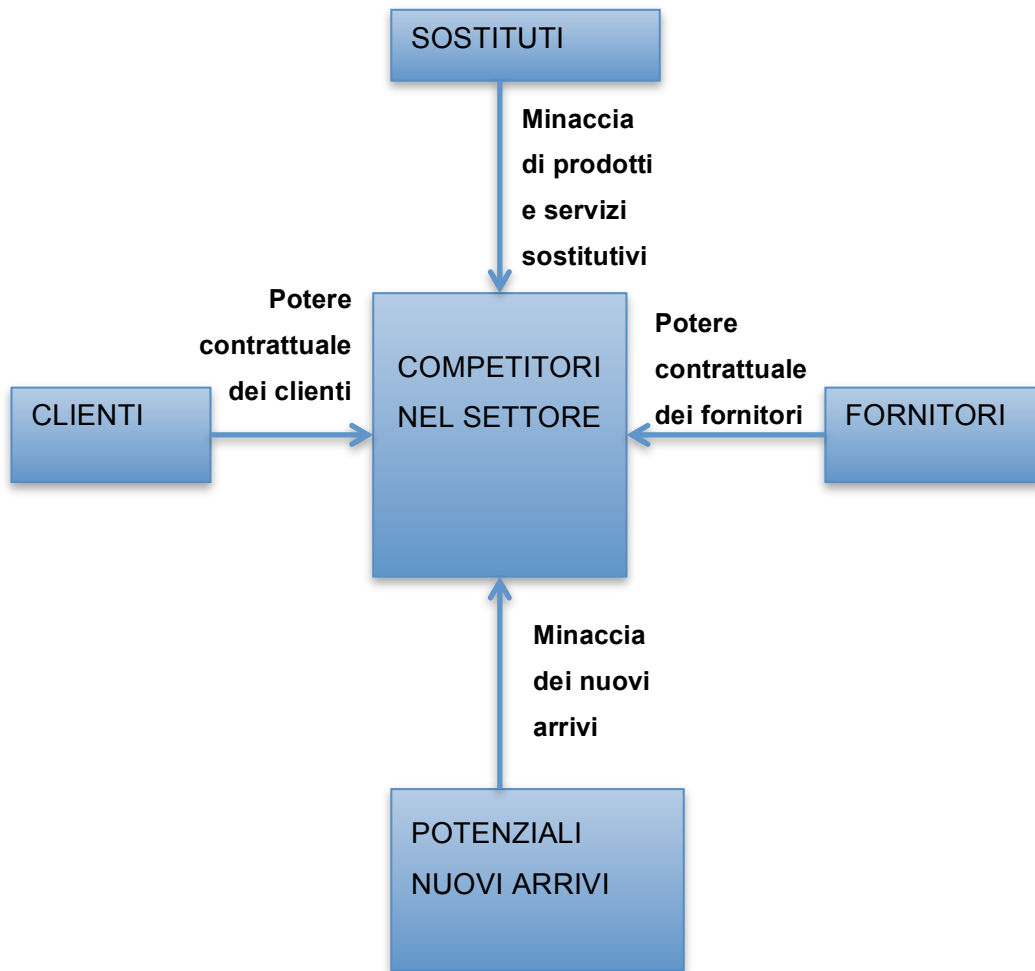 SOSTITUTI
Minaccia
di prodotti
e servizi
sostitutivi
Potere
contrattuale
dei clienti
CLIENTI
COMPETITORI
NEL SETTORE
Potere
contrattuale
dei fornitori
FORNITORI
Minaccia
dei nuovi
arrivi
POTENZIALI
NUOVI ARRIVI